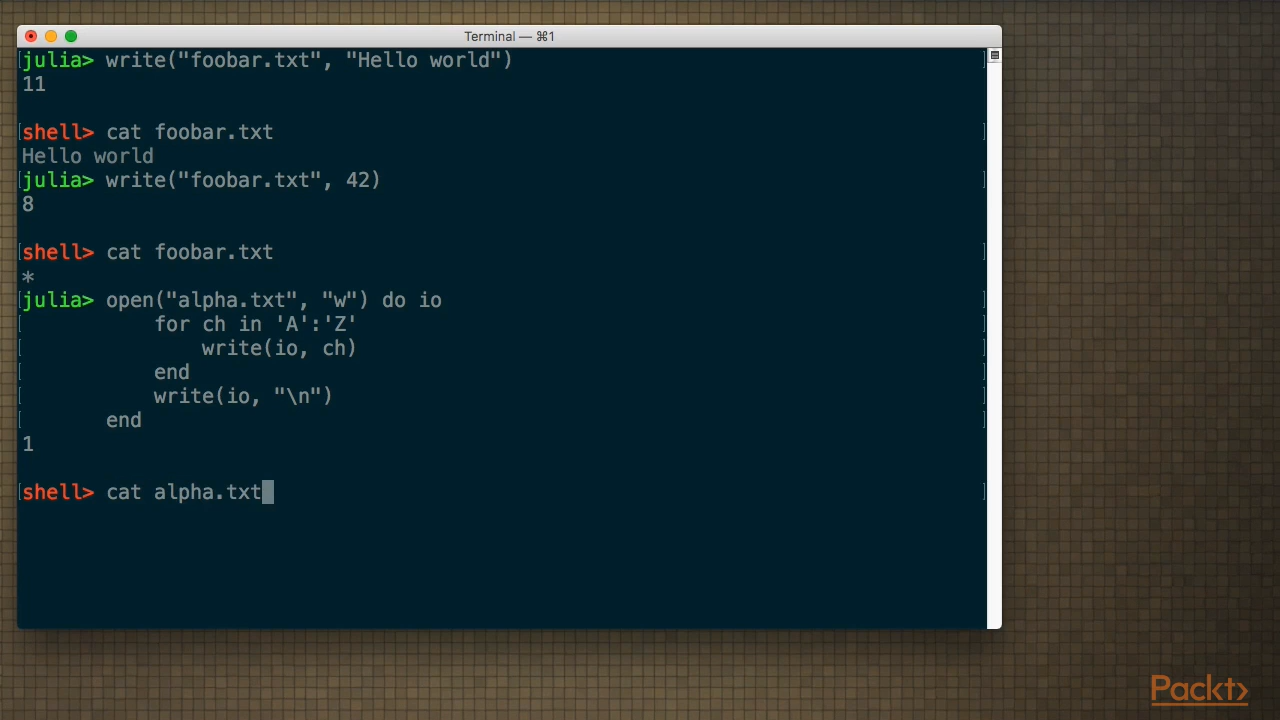 Terminal — ⌘1
julia> write("foobar.txt", "Hello world")
11
shell> cat foobar.txt
Hello world
julia> write("foobar.txt", 42)
8
shell> cat foobar.txt
*
julia> open("alpha.txt", "w") do io
for ch in 'A':'Z'
write(io, ch)
end
write(io, "\n")
end
1
shell> cat alpha.txt
Packt>